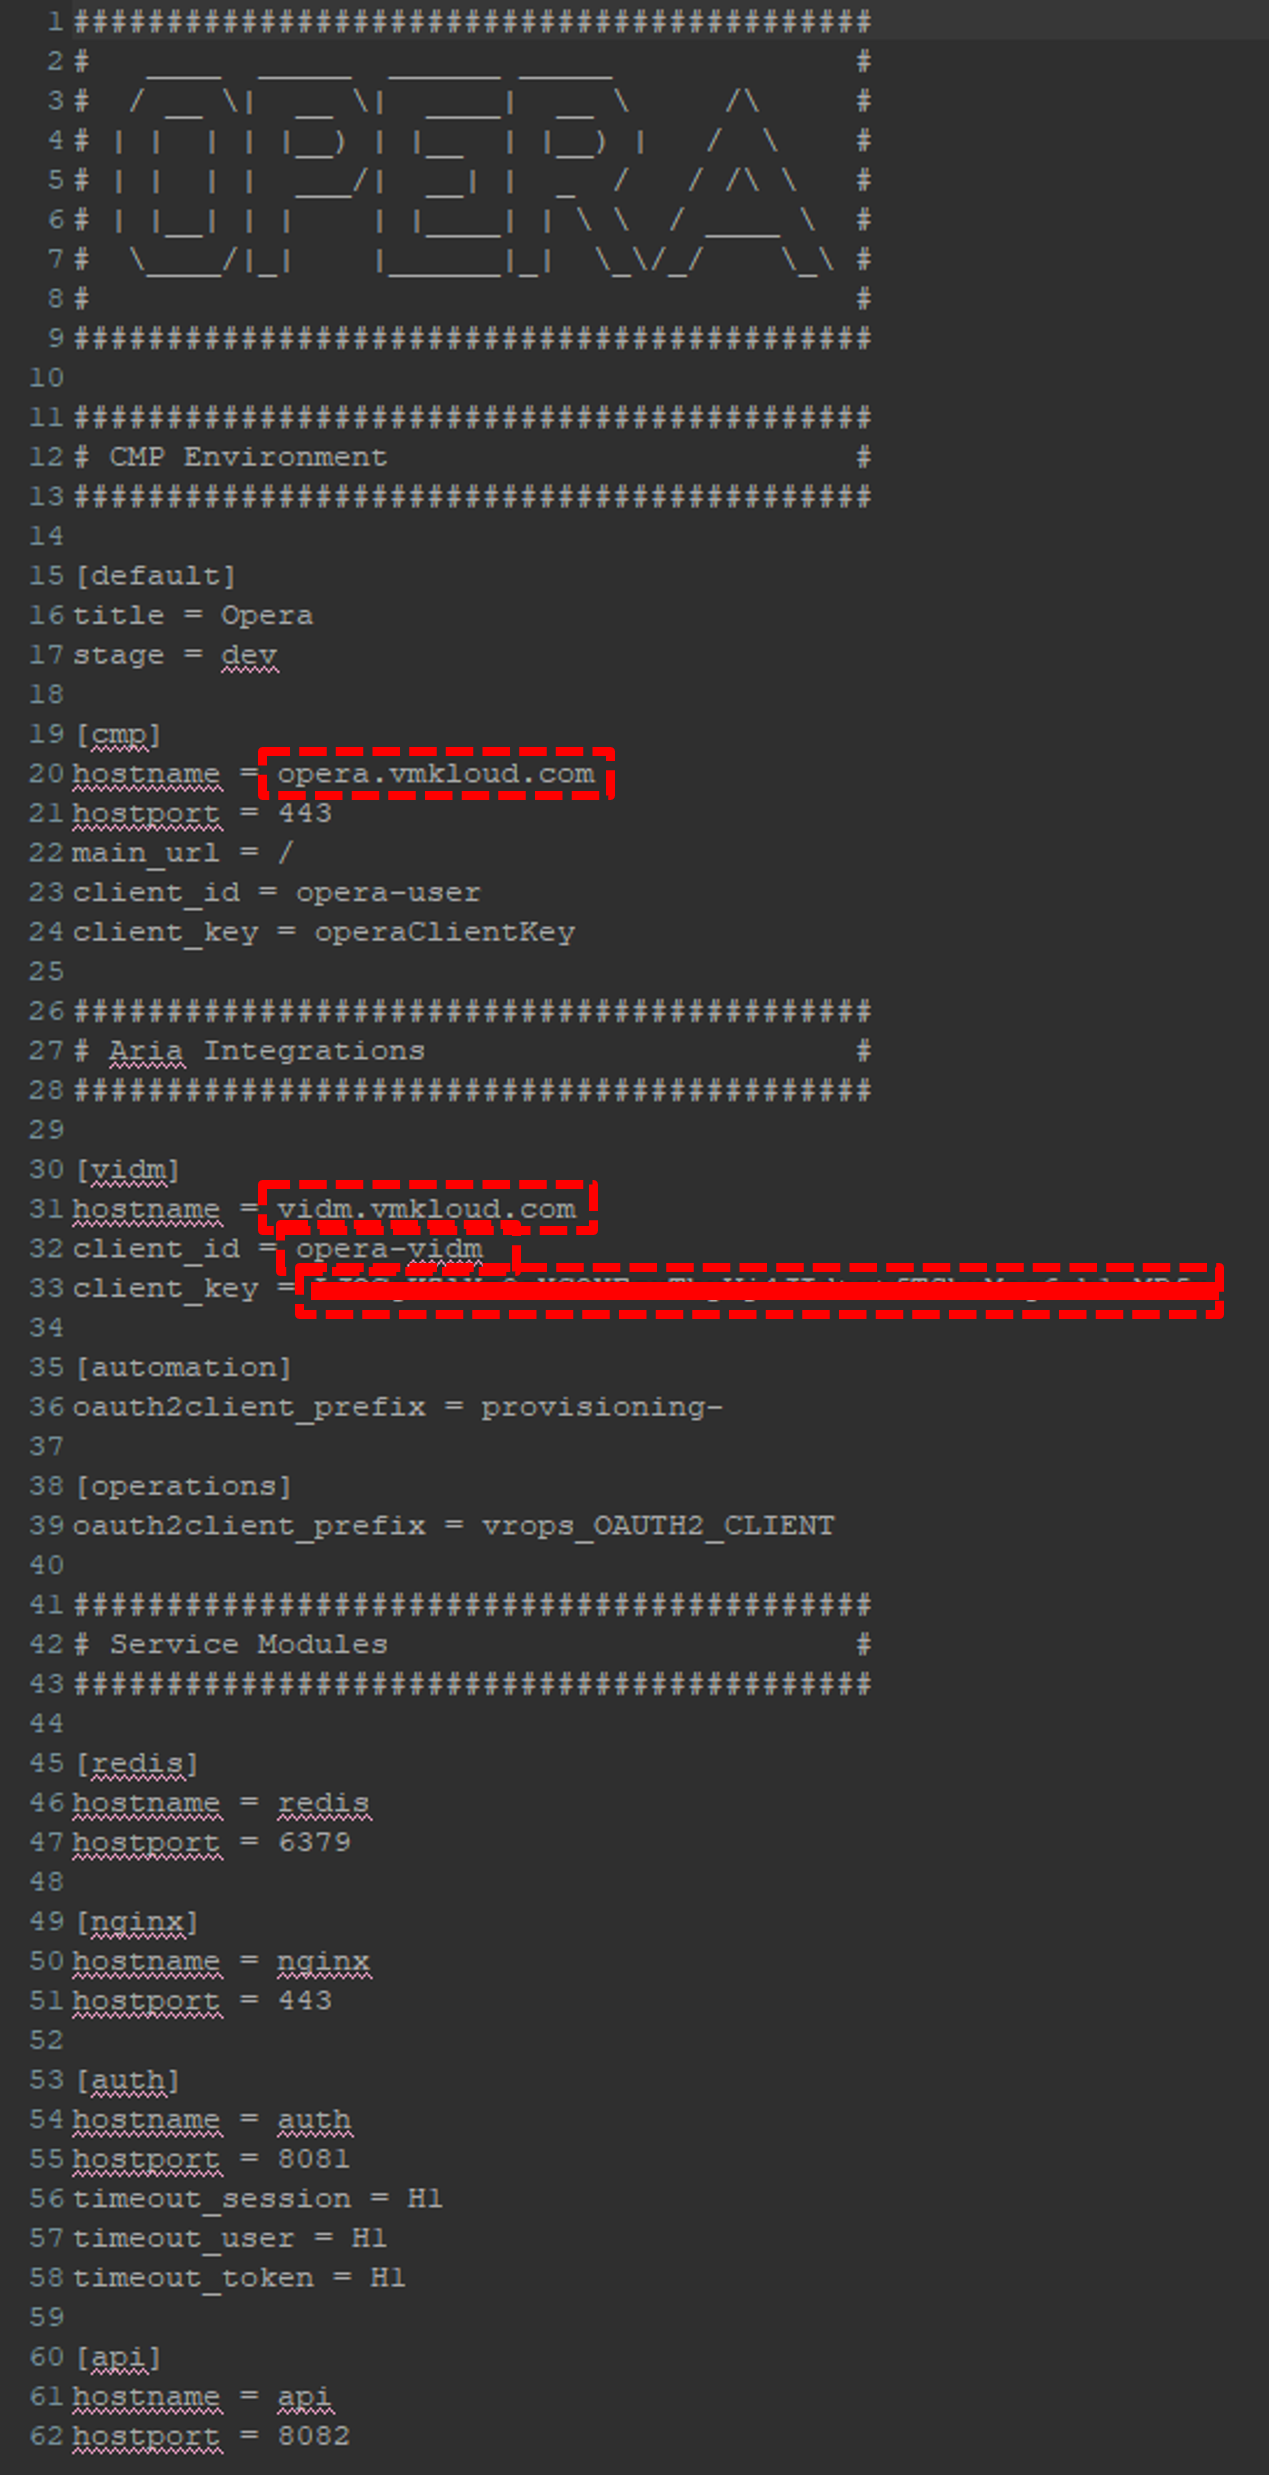 1 ###########################################
2 #    ____  _____  ______ _____             #
3 #  / __ \|  __ \|  ____|  __ \     /\     #
4 # | |  | | |__) | |__  | |__) |   /  \    #
5 # | |  | |  ___/|  __| |  _  /   / /\ \   #
6 # | |__| | |    | |____| | \ \  / ____ \  #
7 #  \____/|_|    |______|_|  \_\/_/    \_\ #
8 #                                         #
9 ###########################################
10
11 ###########################################
12 # CMP Environment                         #
13 ###########################################
14
15 [default]
16 title = Opera
17 stage = dev
18
19 [cmp]
20 hostname = opera.vmkloud.com
21 hostport = 443
22 main_url = /
23 client_id = opera-user
24 client_key = operaClientKey
25
26 ###########################################
27 # Aria Integrations                       #
28 ###########################################
29
30 [vidm]
31 hostname = vidm.vmkloud.com
32 client_id = opera-vidm
33 client_key =
34
35 [automation]
36 oauth2client_prefix = provisioning-
37
38 [operations]
39 oauth2client_prefix = vrops_OAUTH2_CLIENT
40
41 ###########################################
42 # Service Modules                         #
43 ###########################################
44
45 [redis]
46 hostname = redis
47 hostport = 6379
48
49 [nginx]
50 hostname = nginx
51 hostport = 443
52
53 [auth]
54 hostname = auth
55 hostport = 8081
56 timeout_session = H1
57 timeout_user = H1
58 timeout_token = H1
59
60 [api]
61 hostname = api
62 hostport = 8082